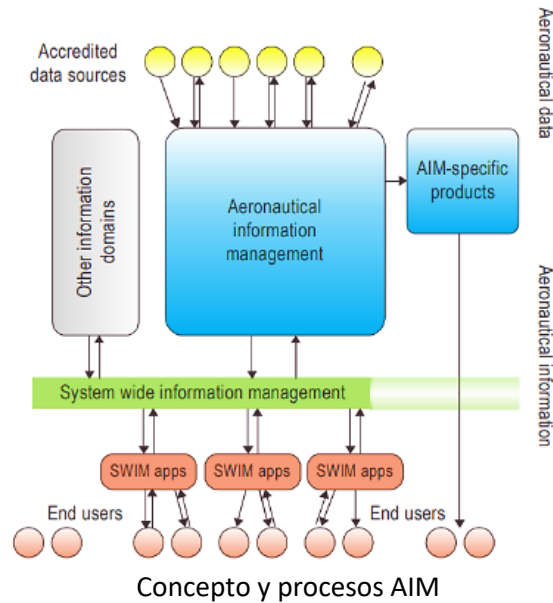 Accredited
data sources
Aeronautical data
Other information
domains
Aeronautical
information
management
AIM-specific
products
Aeronautical information
System wide information management
SWIM apps
SWIM apps
SWIM apps
End users
End users
Concepto y procesos AIM